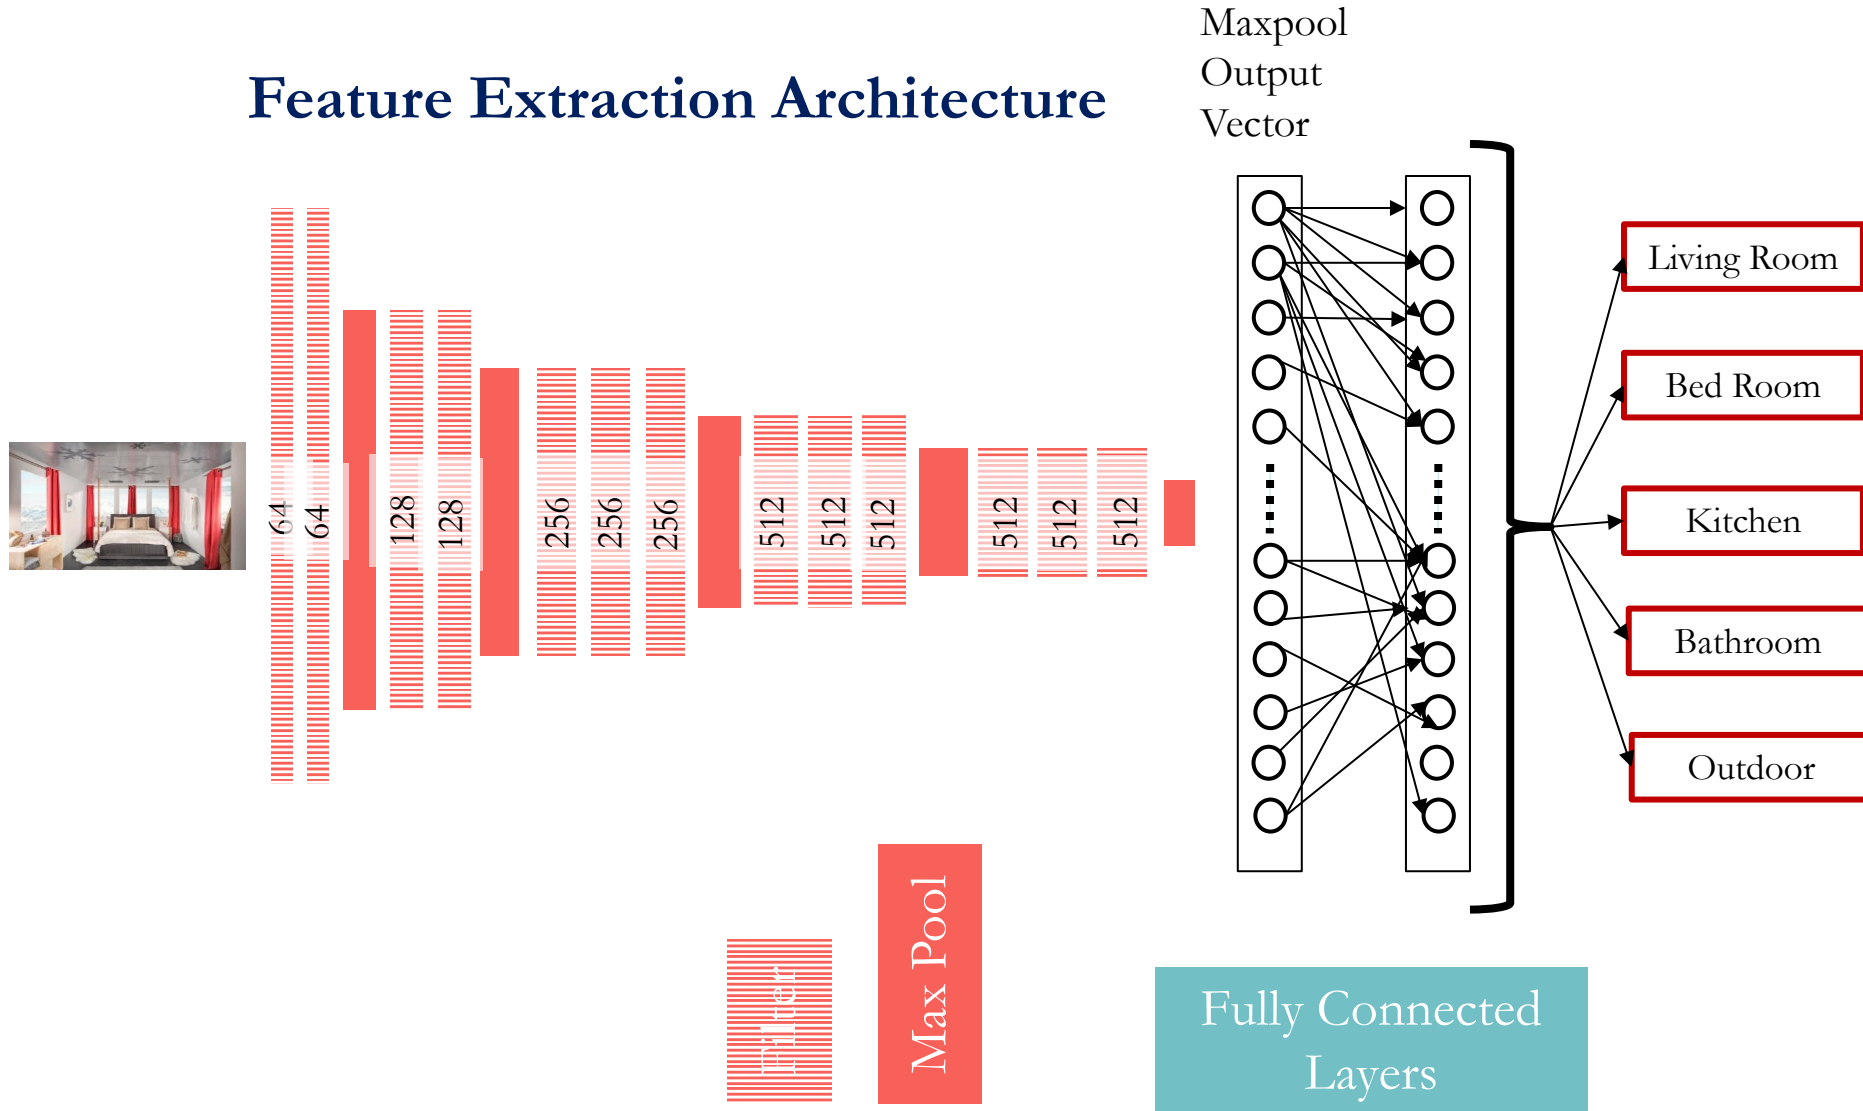 Maxpool
Output
Vector
Feature Extraction Architecture
64
64
128
128
256
256
256
512
512
512
512
512
512
Living Room
Bed Room
Kitchen
Bathroom
Outdoor
Filter
Max Pool
Fully Connected
Layers